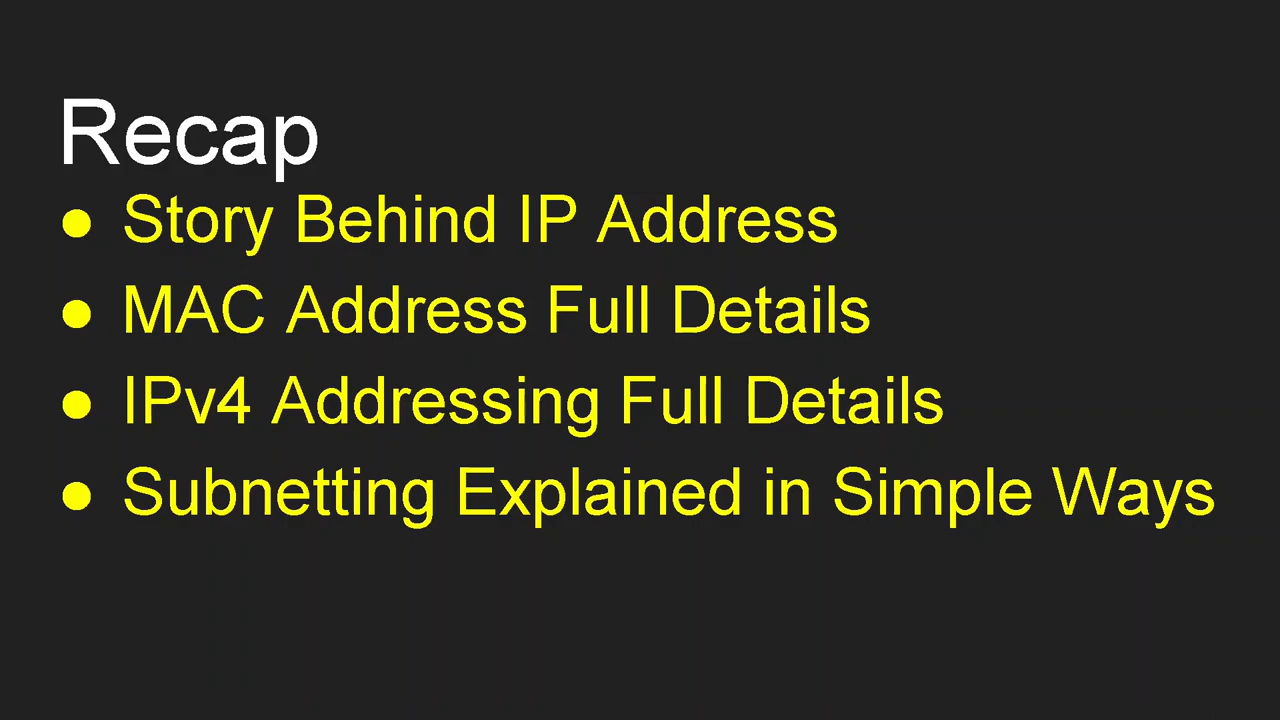 Recap
● Story Behind IP Address
● MAC Address Full Details
● IPv4 Addressing Full Details
● Subnetting Explained in Simple Ways